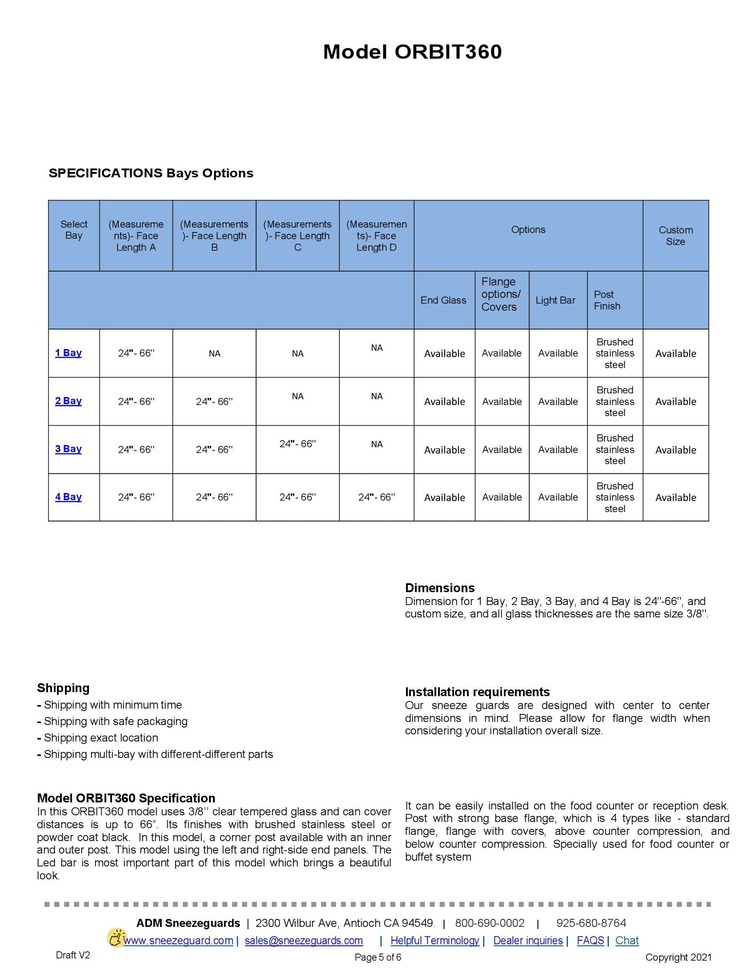 Model ORBIT360
SPECIFICATIONS Bays Options
Select
Bay
(Measureme
nts)- Face
Length A
(Measurements
)- Face Length
B
(Measurements
)- Face Length
C
(Measuremen
ts)- Face
Length D
Options
Custom
Size
End Glass
Flange
options/
Covers
Light Bar
Post
Finish
1 Bay
24"- 66"
NA
NA
NA
Available
Available
Available
Brushed
stainless
steel
Available
2 Bay
24"- 66"
24"- 66"
NA
NA
Available
Available
Available
Brushed
stainless
steel
Available
3 Bay
24"- 66"
24"- 66"
24"- 66"
NA
Available
Available
Available
Brushed
stainless
steel
Available
4 Bay
24"- 66"
24"- 66"
24"- 66"
24"- 66"
Available
Available
Available
Brushed
stainless
steel
Available
Dimensions
Dimension for 1 Bay, 2 Bay, 3 Bay, and 4 Bay is 24"-66", and
custom size, and all glass thicknesses are the same size 3/8".
Shipping
- Shipping with minimum time
- Shipping with safe packaging
- Shipping exact location
- Shipping multi-bay with different-different parts
Installation requirements
Our sneeze guards are designed with center to center
dimensions in mind. Please allow for flange width when
considering your installation overall size.
Model ORBIT360 Specification
In this ORBIT360 model uses 3/8" clear tempered glass and can cover
distances is up to 66". Its finishes with brushed stainless steel or
powder coat black. In this model, a corner post available with an inner
and outer post. This model using the left and right-side end panels. The
Led bar is most important part of this model which brings a beautiful
look.
It can be easily installed on the food counter or reception desk.
Post with strong base flange, which is 4 types like - standard
flange, flange with covers, above counter compression, and
below counter compression. Specially used for food counter or
buffet system
ADM Sneezeguards | 2300 Wilbur Ave, Antioch CA 94549. | 800-690-0002 | 925-680-8764
www.sneezeguard.com | sales@sneezeguards.com | Helpful Terminology | Dealer inquiries | FAQS | Chat
Draft V2
Page 5 of 6
Copyright 2021